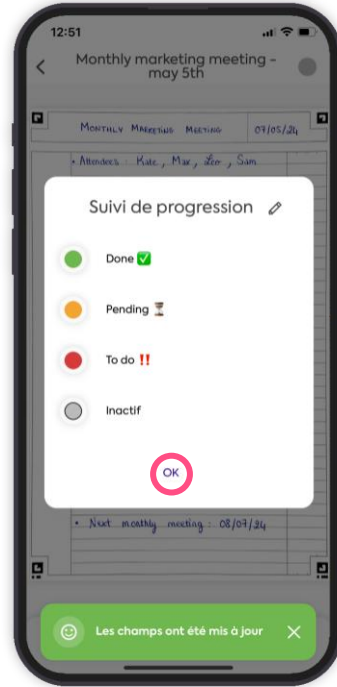 12:51
Monthly marketing meeting -
may 5th
MONTHLY MARKETING MEETING 07/05/24
• Attendees : Kate, Max, Leo, Sam
Suivi de progression
Done ✅
Pending ⏳
To do ‼️
Inactif
OK
• Next monthly meeting : 08/07/24
Les champs ont été mis à jour